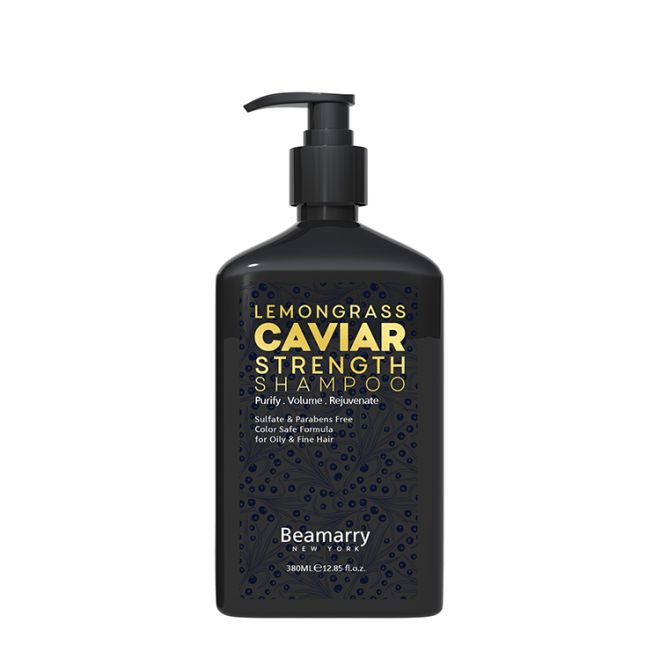 LEMONGRASS
CAVIAR
STRENGTH
SHAMPOO
Purify . Volume . Rejuvenate
Sulfate & Parabens Free
Color Safe Formula
for Oily & Fine Hair
Beamarry
NEW YORK
380ML℮12.85 fl.o.z.